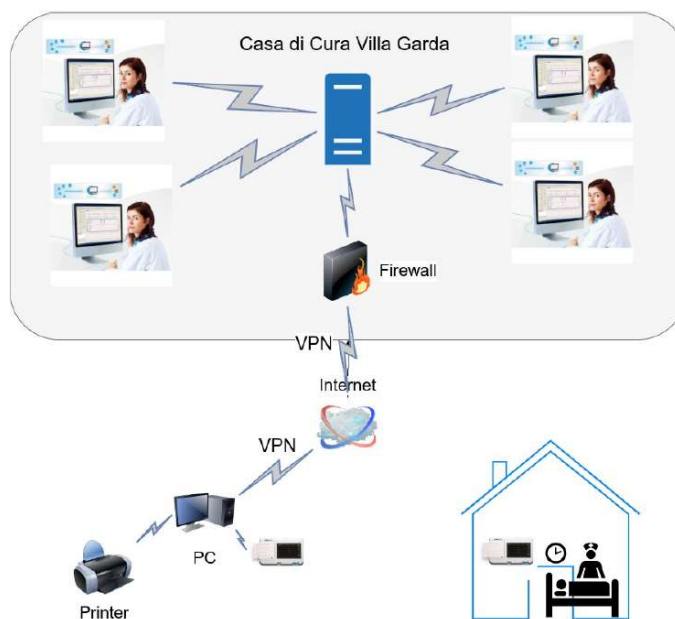 Casa di Cura Villa Garda
Firewall
VPN
Internet
VPN
PC
Printer